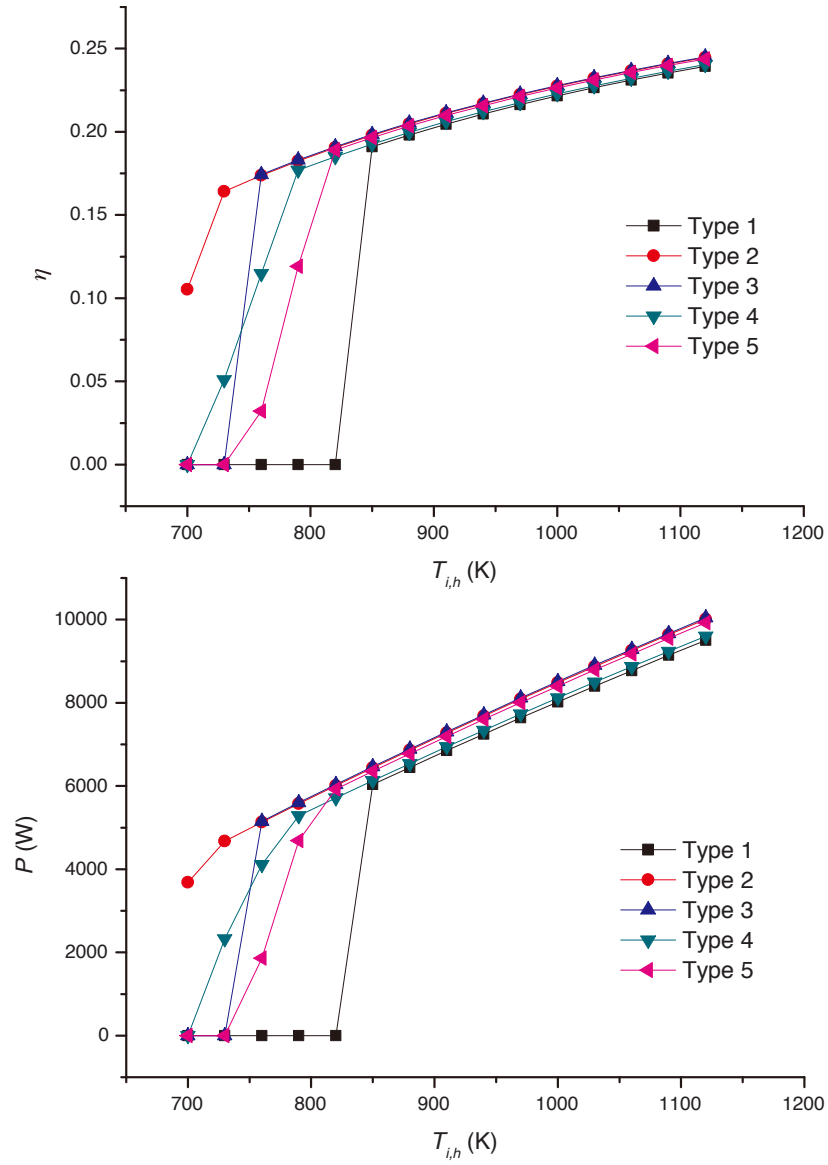 0.25
0.20
0.15
0.10
0.05
0.00
η
Type 1
Type 2
Type 3
Type 4
Type 5
700 800 900 1000 1100 1200
T_{i,h} (K)
10000
8000
6000
4000
2000
0
P (W)
Type 1
Type 2
Type 3
Type 4
Type 5
700 800 900 1000 1100 1200
T_{i,h} (K)